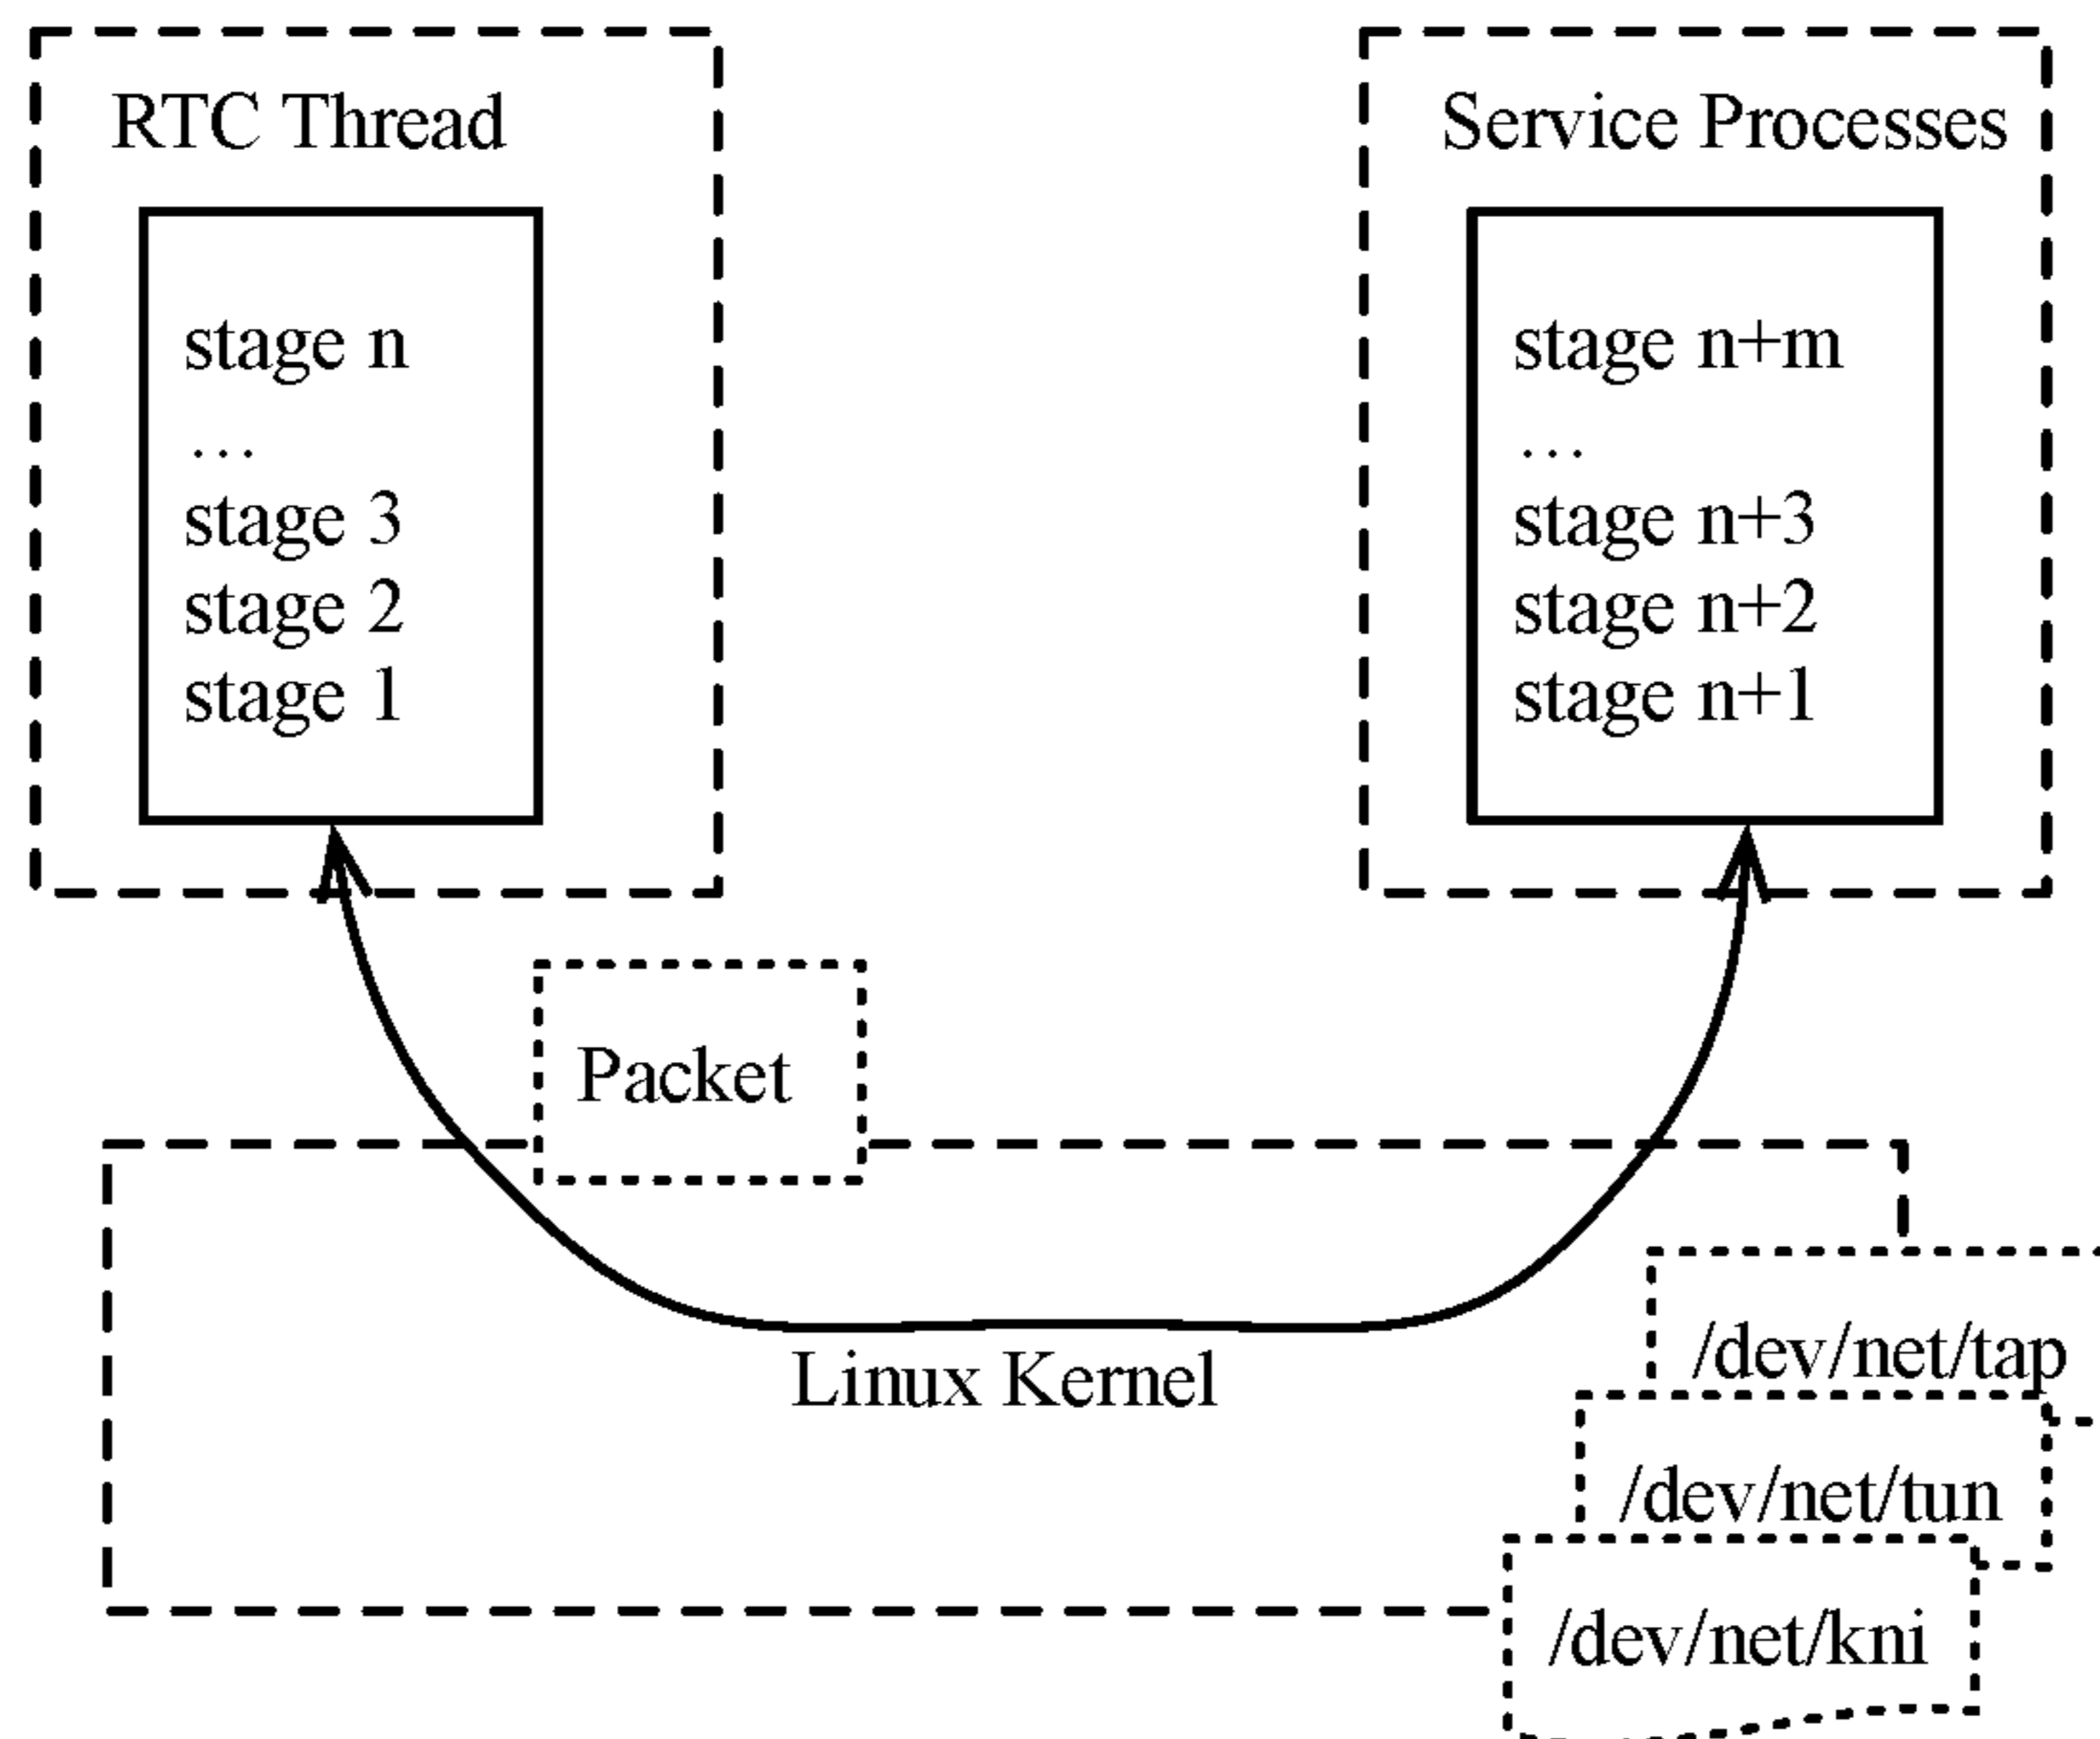 RTC Thread
stage n
...
stage 3
stage 2
stage 1
Service Processes
stage n+m
...
stage n+3
stage n+2
stage n+1
Packet
Linux Kernel
/dev/net/tap
/dev/net/tun
/dev/net/kni